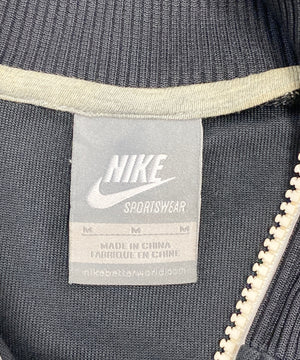 NIKE
SPORTSWEAR
M M M
MADE IN CHINA
FABRIQUÉ EN CHINE
nikebetterworld.com